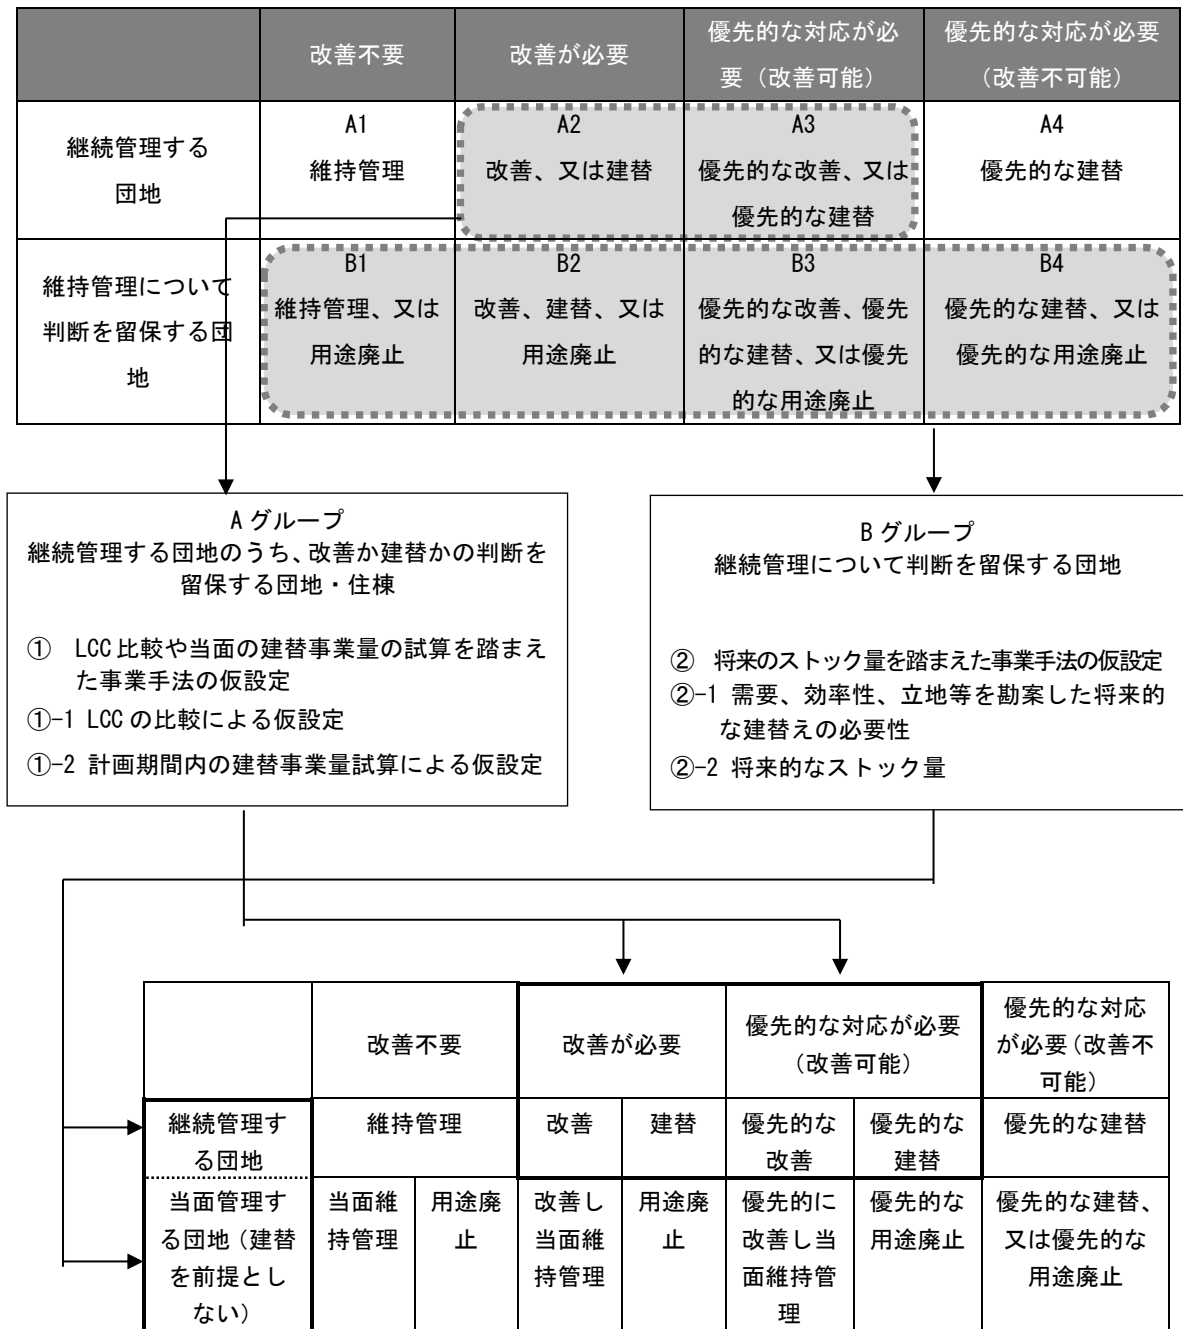 改善不要
改善が必要
優先的な対応が必
要（改善可能）
優先的な対応が必要
（改善不可能）
継続管理する
団地
A1
維持管理
A2
改善、又は建替
A3
優先的な改善、又は
優先的な建替
A4
優先的な建替
維持管理について
判断を留保する団
地
B1
維持管理、又は
用途廃止
B2
改善、建替、又は
用途廃止
B3
優先的な改善、優先
的な建替、又は優先
的な用途廃止
B4
優先的な建替、又は
優先的な用途廃止
Aグループ
継続管理する団地のうち、改善か建替かの判断を
留保する団地・住棟
① LCC比較や当面の建替事業量の試算を踏まえ
た事業手法の仮設定
①-1 LCCの比較による仮設定
①-2 計画期間内の建替事業量試算による仮設定
Bグループ
継続管理について判断を留保する団地
② 将来のストック量を踏まえた事業手法の仮設定
②-1 需要、効率性、立地等を勘案した将来的
な建替えの必要性
②-2 将来的なストック量
改善不要
改善が必要
優先的な対応が必要
（改善可能）
優先的な対応
が必要（改善不
可能）
継続管理す
る団地
維持管理
改善
建替
優先的な
改善
優先的な
建替
優先的な建替
当面管理す
る団地（建替
を前提とし
ない）
当面維
持管理
用途廃
止
改善し
当面維
持管理
用途廃
止
優先的に
改善し当
面維持管
理
優先的な
用途廃止
優先的な建替、
又は優先的な
用途廃止